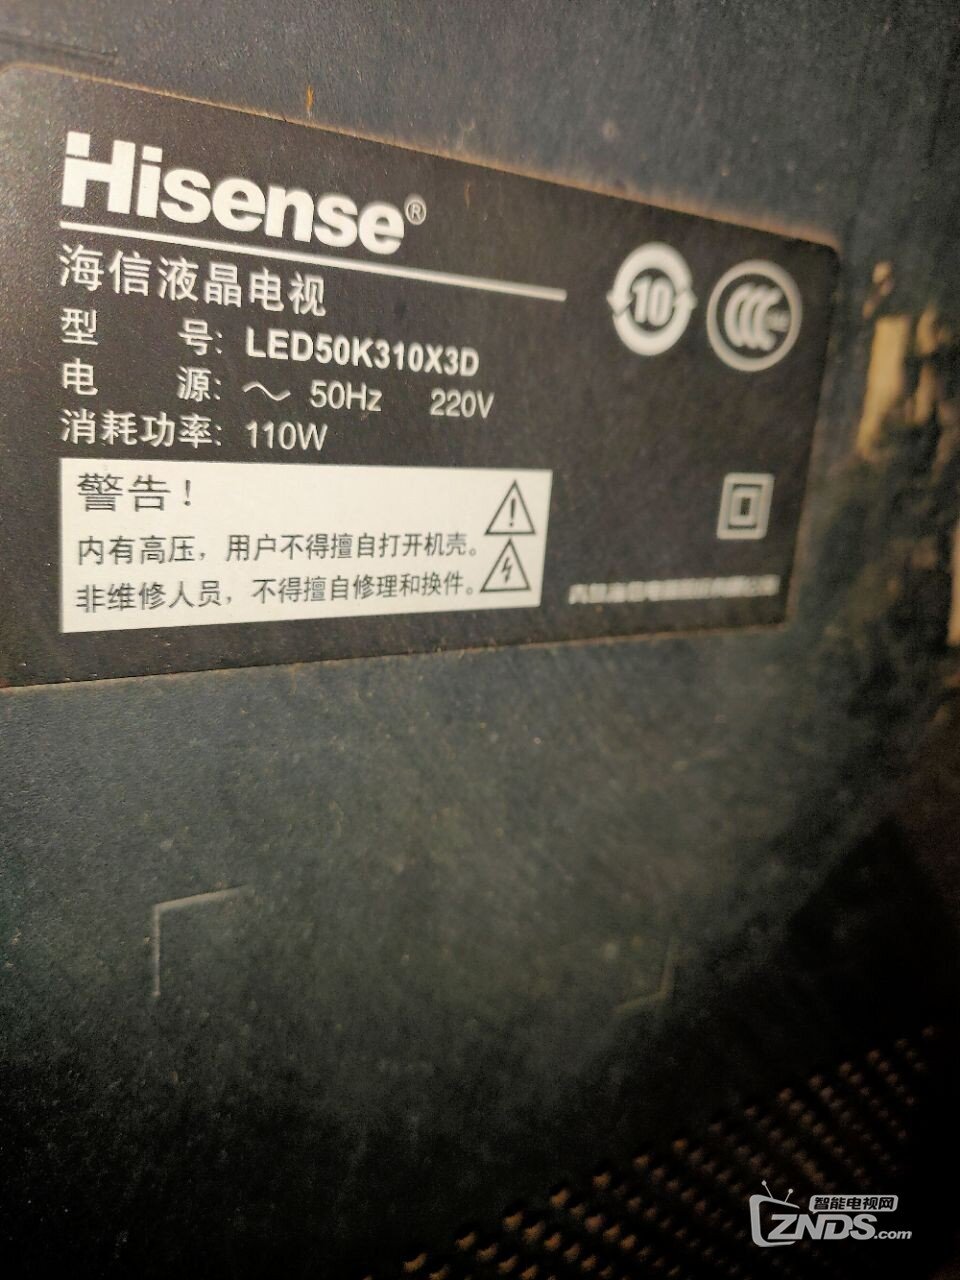 Hisense®
海信液晶电视
型 号: LED50K310X3D
电 源: ～ 50Hz 220V
消耗功率: 110W
10
警告!
内有高压，用户不得擅自打开机壳。
非维修人员，不得擅自修理和换件。
智能电视网
ZNDS.com